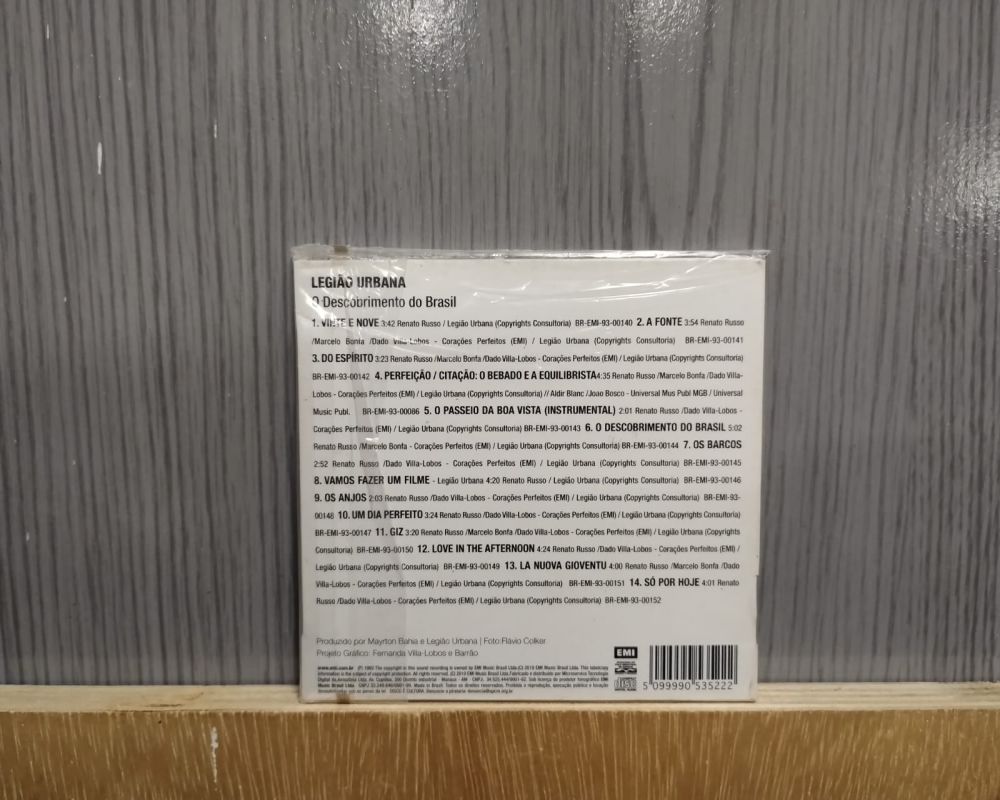 LEGIÃO URBANA
O Descobrimento do Brasil
1. VINTE E NOVE 3:42 Renato Russo / Legião Urbana (Copyrights Consultoria) BR-EMI-93-00140 2. A FONTE 3:54 Renato Russo
/Marcelo Bonfa /Dado Villa-Lobos - Corações Perfeitos (EMI) / Legião Urbana (Copyrights Consultoria) BR-EMI-93-00141
3. DO ESPÍRITO 3:23 Renato Russo /Marcelo Bonfa /Dado Villa-Lobos - Corações Perfeitos (EMI) / Legião Urbana (Copyrights Consultoria)
BR-EMI-93-00142 4. PERFEIÇÃO / CITAÇÃO: O BEBADO E A EQUILIBRISTA 4:35 Renato Russo /Marcelo Bonfa /Dado Villa-
Lobos - Corações Perfeitos (EMI) / Legião Urbana (Copyrights Consultoria) // Aldir Blanc /Joao Bosco - Universal Mus Publ MGB / Universal
Music Publ. BR-EMI-93-00086 5. O PASSEIO DA BOA VISTA (INSTRUMENTAL) 2:01 Renato Russo /Dado Villa-Lobos -
Corações Perfeitos (EMI) / Legião Urbana (Copyrights Consultoria) BR-EMI-93-00143 6. O DESCOBRIMENTO DO BRASIL 5:02
Renato Russo /Marcelo Bonfa - Corações Perfeitos (EMI) / Legião Urbana (Copyrights Consultoria) BR-EMI-93-00144 7. OS BARCOS
2:52 Renato Russo /Dado Villa-Lobos - Corações Perfeitos (EMI) / Legião Urbana (Copyrights Consultoria) BR-EMI-93-00145
8. VAMOS FAZER UM FILME - Legião Urbana 4:20 Renato Russo - Legião Urbana (Copyrights Consultoria) BR-EMI-93-00146
9. OS ANJOS 2:03 Renato Russo /Dado Villa-Lobos - Corações Perfeitos (EMI) / Legião Urbana (Copyrights Consultoria) BR-EMI-93-
00148 10. UM DIA PERFEITO 3:24 Renato Russo /Dado Villa-Lobos - Corações Perfeitos (EMI) / Legião Urbana (Copyrights Consultoria)
BR-EMI-93-00147 11. GIZ 3:20 Renato Russo /Marcelo Bonfa /Dado Villa-Lobos - Corações Perfeitos (EMI) / Legião Urbana (Copyrights
Consultoria) BR-EMI-93-00150 12. LOVE IN THE AFTERNOON 4:24 Renato Russo /Dado Villa-Lobos - Corações Perfeitos (EMI) /
Legião Urbana (Copyrights Consultoria) BR-EMI-93-00149 13. LA NUOVA GIOVENTU 4:00 Renato Russo /Marcelo Bonfa /Dado
Villa-Lobos - Corações Perfeitos (EMI) / Legião Urbana (Copyrights Consultoria) BR-EMI-93-00151 14. SÓ POR HOJE 4:01 Renato
Russo /Dado Villa-Lobos - Corações Perfeitos (EMI) / Legião Urbana (Copyrights Consultoria) BR-EMI-93-00152
Produzido por Mayrton Bahia e Legião Urbana | Foto:Flávio Colker
Projeto Gráfico: Fernanda Villa-Lobos e Barrão
EMI
www.emi.com.br
5 099990 535222